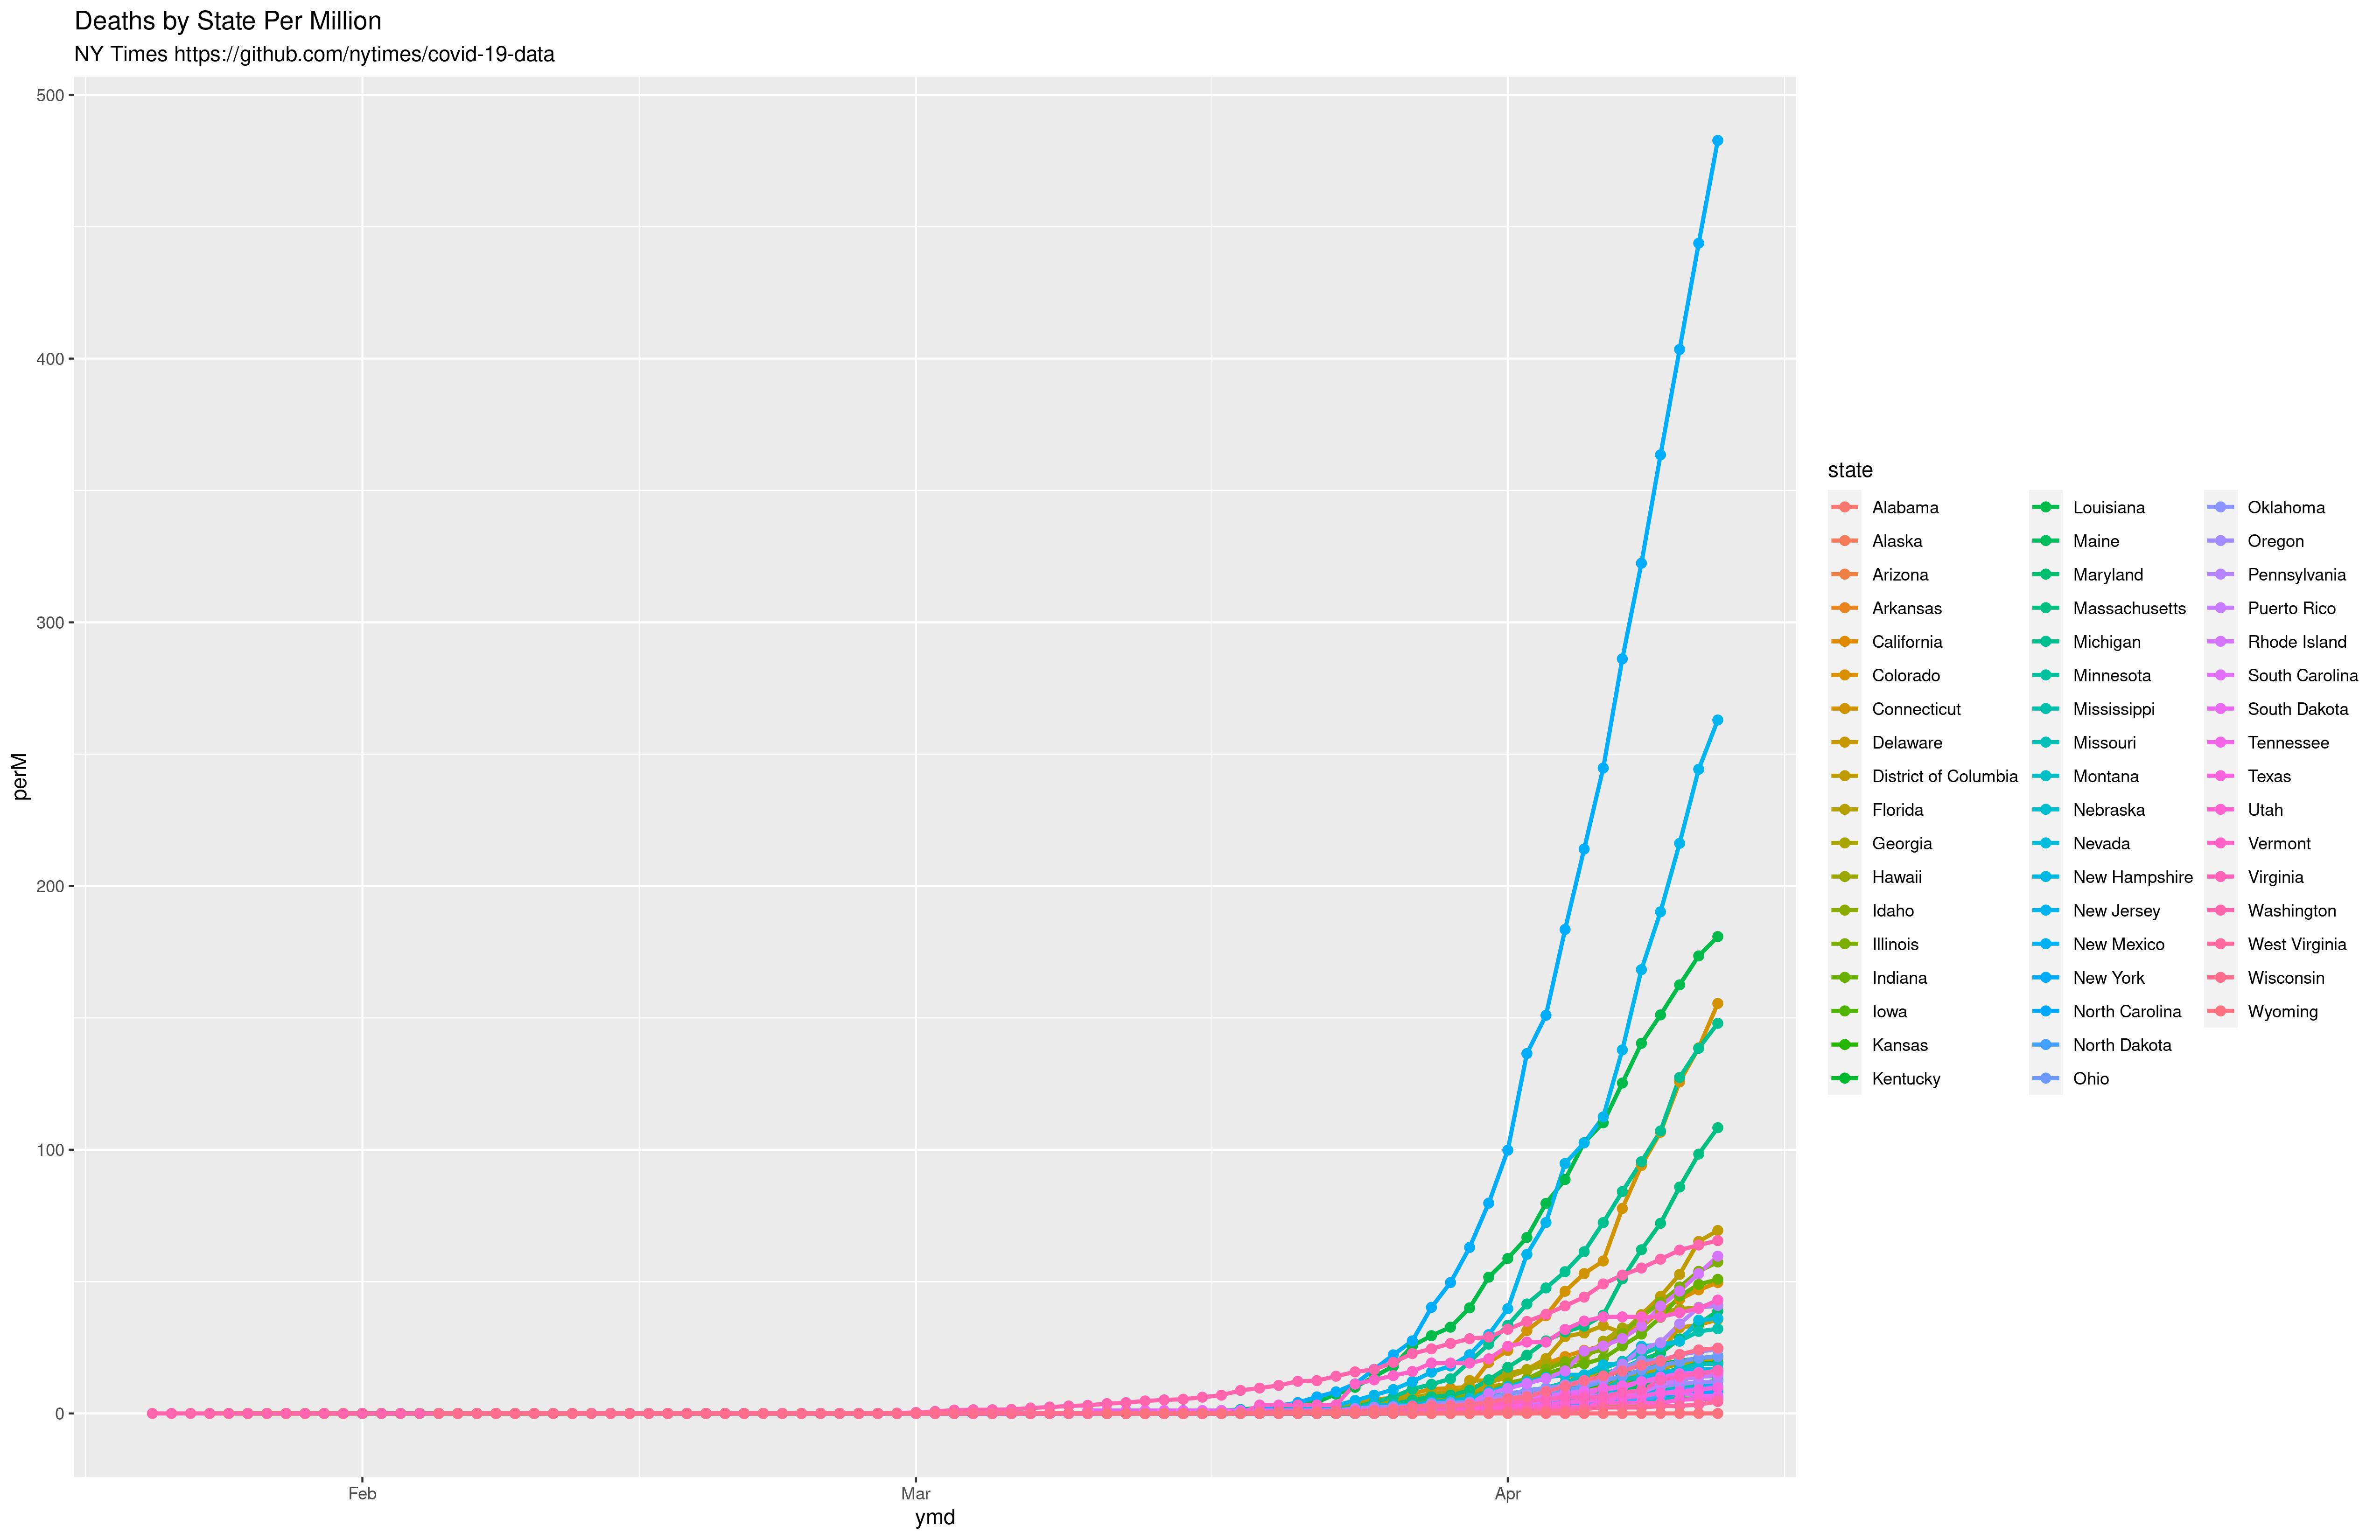 Deaths by State Per Million
NY Times https://github.com/nytimes/covid-19-data
500
400
300
200
100
0
perM
Feb
Mar
Apr
ymd
state
Alabama
Alaska
Arizona
Arkansas
California
Colorado
Connecticut
Delaware
District of Columbia
Florida
Georgia
Hawaii
Idaho
Illinois
Indiana
Iowa
Kansas
Kentucky
Louisiana
Maine
Maryland
Massachusetts
Michigan
Minnesota
Mississippi
Missouri
Montana
Nebraska
Nevada
New Hampshire
New Jersey
New Mexico
New York
North Carolina
North Dakota
Ohio
Oklahoma
Oregon
Pennsylvania
Puerto Rico
Rhode Island
South Carolina
South Dakota
Tennessee
Texas
Utah
Vermont
Virginia
Washington
West Virginia
Wisconsin
Wyoming